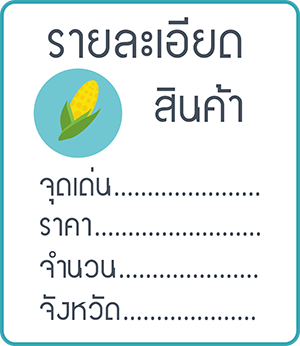 รายละเอียด
สินค้า
จุดเด่น......................
ราคา.........................
จำนวน.....................
จังหวัด....................